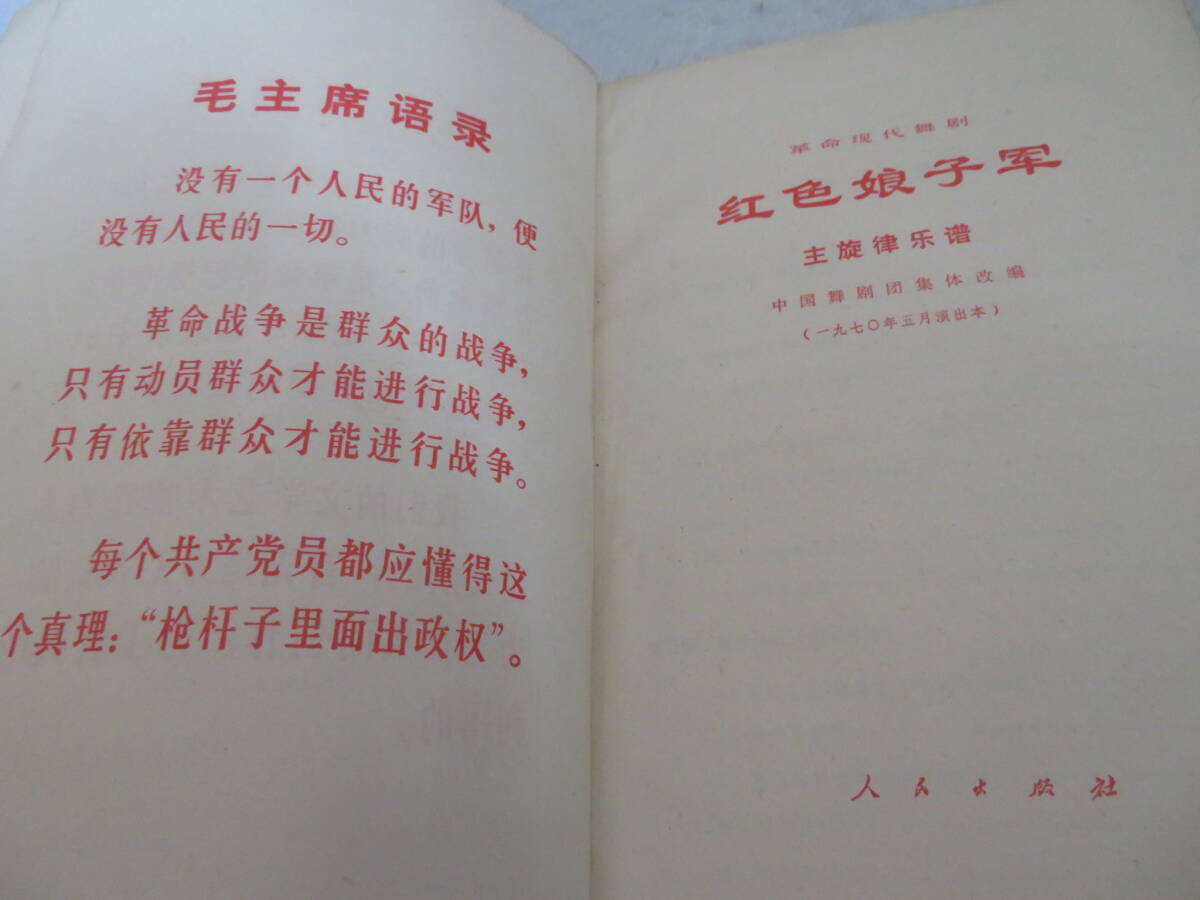 毛主席语录
没有一个人民的军队，便
没有人民的一切。
革命战争是群众的战争，
只有动员群众才能进行战争，
只有依靠群众才能进行战争。
每个共产党员都应懂得这
个真理：“枪杆子里面出政权”。
革命现代舞剧
红色娘子军
主旋律乐谱
中国舞剧团集体改编
（一九七〇年五月演出本）
人民出版社